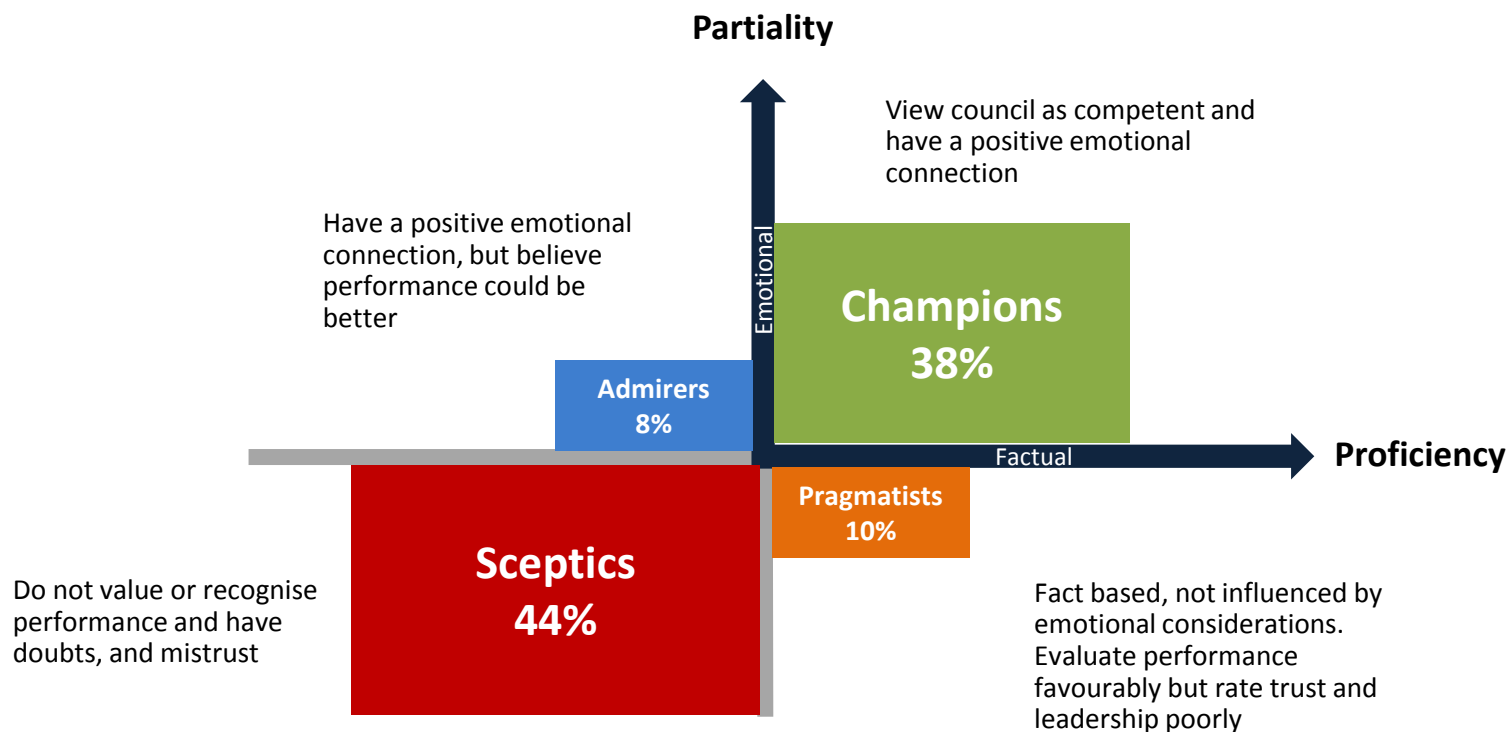 Partiality
View council as competent and
have a positive emotional
connection
Have a positive emotional
connection, but believe
performance could be
better
Emotional
Champions
38%
Admirers
8%
Factual
Proficiency
Pragmatists
10%
Sceptics
44%
Do not value or recognise
performance and have
doubts, and mistrust
Fact based, not influenced by
emotional considerations.
Evaluate performance
favourably but rate trust and
leadership poorly